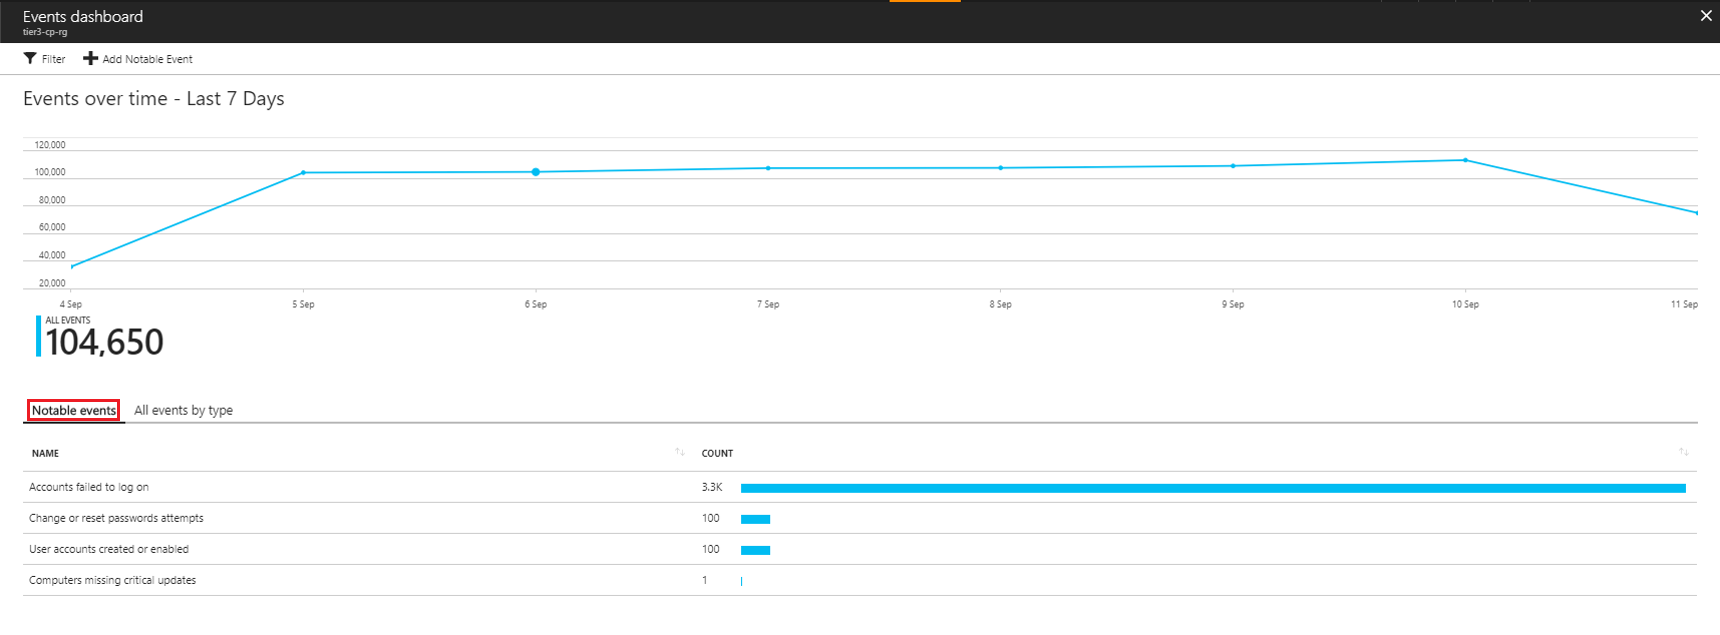 Events dashboard
tier3-cp-rg
Filter Add Notable Event
Events over time - Last 7 Days
120,000
100,000
80,000
60,000
40,000
20,000
4 Sep 5 Sep 6 Sep 7 Sep 8 Sep 9 Sep 10 Sep 11 Sep
ALL EVENTS
104,650
Notable events All events by type
NAME COUNT
Accounts failed to log on 3.3K
Change or reset passwords attempts 100
User accounts created or enabled 100
Computers missing critical updates 1